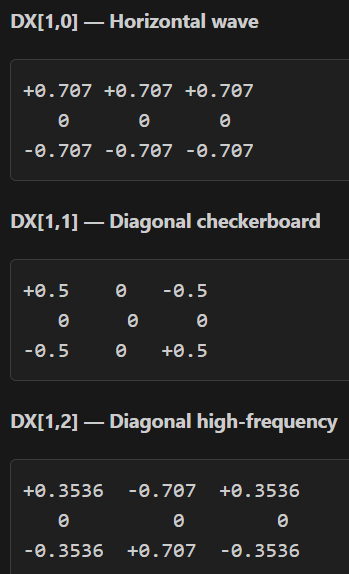 DX[1,0] — Horizontal wave
+0.707 +0.707 +0.707
0 0 0
-0.707 -0.707 -0.707
DX[1,1] — Diagonal checkerboard
+0.5 0 -0.5
0 0 0
-0.5 0 +0.5
DX[1,2] — Diagonal high-frequency
+0.3536 -0.707 +0.3536
0 0 0
-0.3536 +0.707 -0.3536